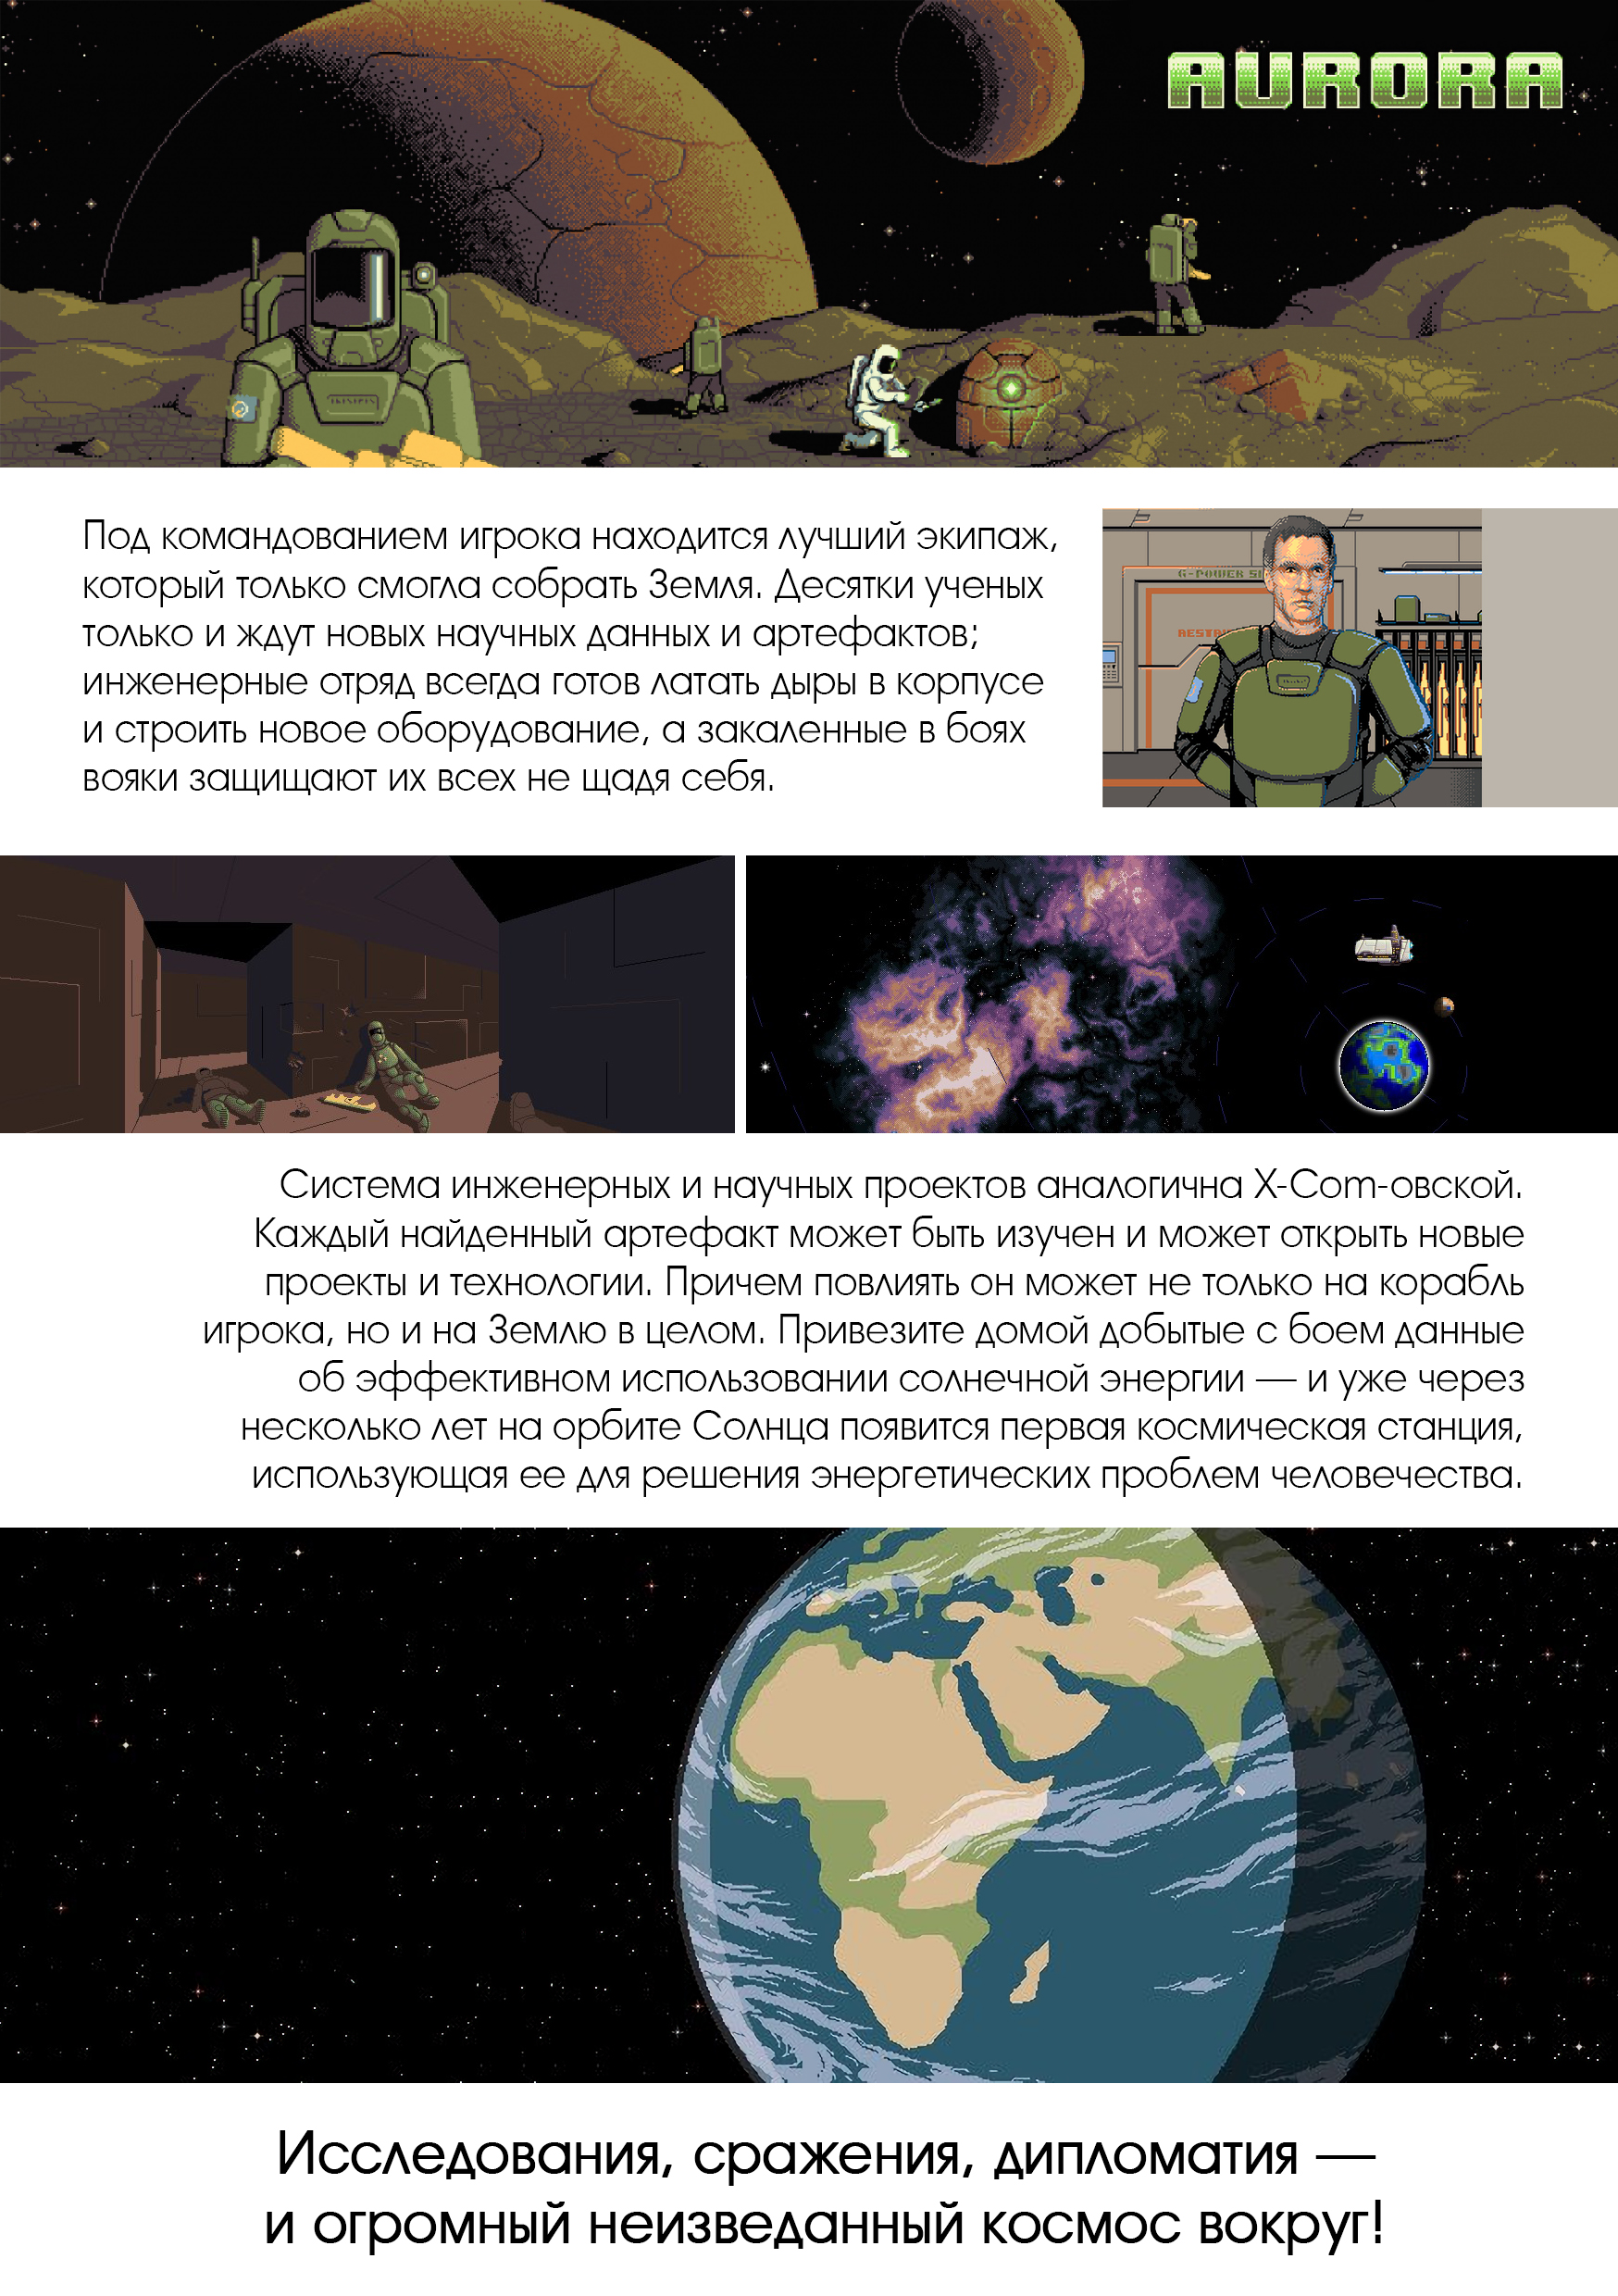 AURORA
Под командованием игрока находится лучший экипаж,
который только смогла собрать Земля. Десятки ученых
только и ждут новых научных данных и артефактов;
инженерные отряд всегда готов латать дыры в корпусе
и строить новое оборудование, а закаленные в боях
вояки защищают их всех не щадя себя.
G-POWER
Система инженерных и научных проектов аналогична X-Com-овской.
Каждый найденный артефакт может быть изучен и может открыть новые
проекты и технологии. Причем повлиять он может не только на корабль
игрока, но и на Землю в целом. Привезите домой добытые с боем данные
об эффективном использовании солнечной энергии — и уже через
несколько лет на орбите Солнца появится первая космическая станция,
использующая ее для решения энергетических проблем человечества.
Исследования, сражения, дипломатия —
и огромный неизведанный космос вокруг!